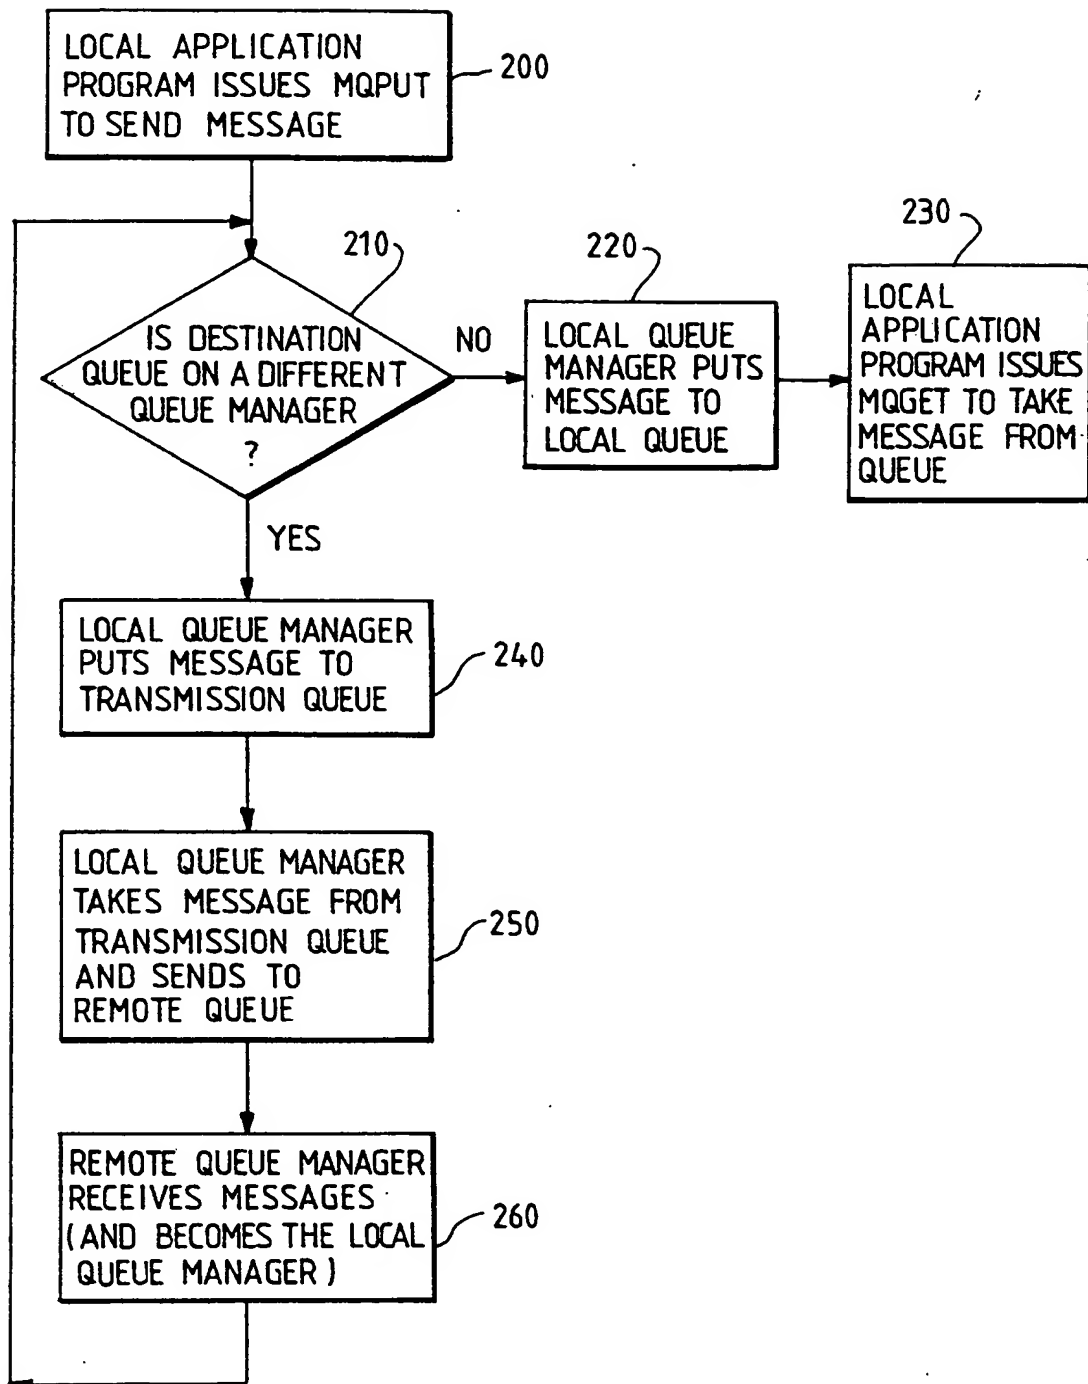 LOCAL APPLICATION
PROGRAM ISSUES MQPUT
TO SEND MESSAGE
200
210
IS DESTINATION
QUEUE ON A DIFFERENT
QUEUE MANAGER
?
NO
YES
220
LOCAL QUEUE
MANAGER PUTS
MESSAGE TO
LOCAL QUEUE
230
LOCAL
APPLICATION
PROGRAM ISSUES
MQGET TO TAKE
MESSAGE FROM
QUEUE
LOCAL QUEUE MANAGER
PUTS MESSAGE TO
TRANSMISSION QUEUE
240
LOCAL QUEUE MANAGER
TAKES MESSAGE FROM
TRANSMISSION QUEUE
AND SENDS TO
REMOTE QUEUE
250
REMOTE QUEUE MANAGER
RECEIVES MESSAGES
(AND BECOMES THE LOCAL
QUEUE MANAGER)
260